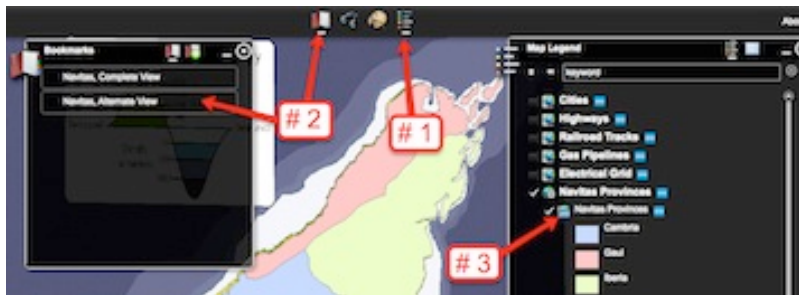 Abo
Bookmarks
Navitas, Complete View
Navitas, Alternate View
# 2
# 1
Map Legend
keyword
Cities
Highways
Railroad Tracks
Gas Pipelines
Electrical Grid
Navitas Provinces
Navitas Provinces
# 3
Cambria
Gaul
Iberia